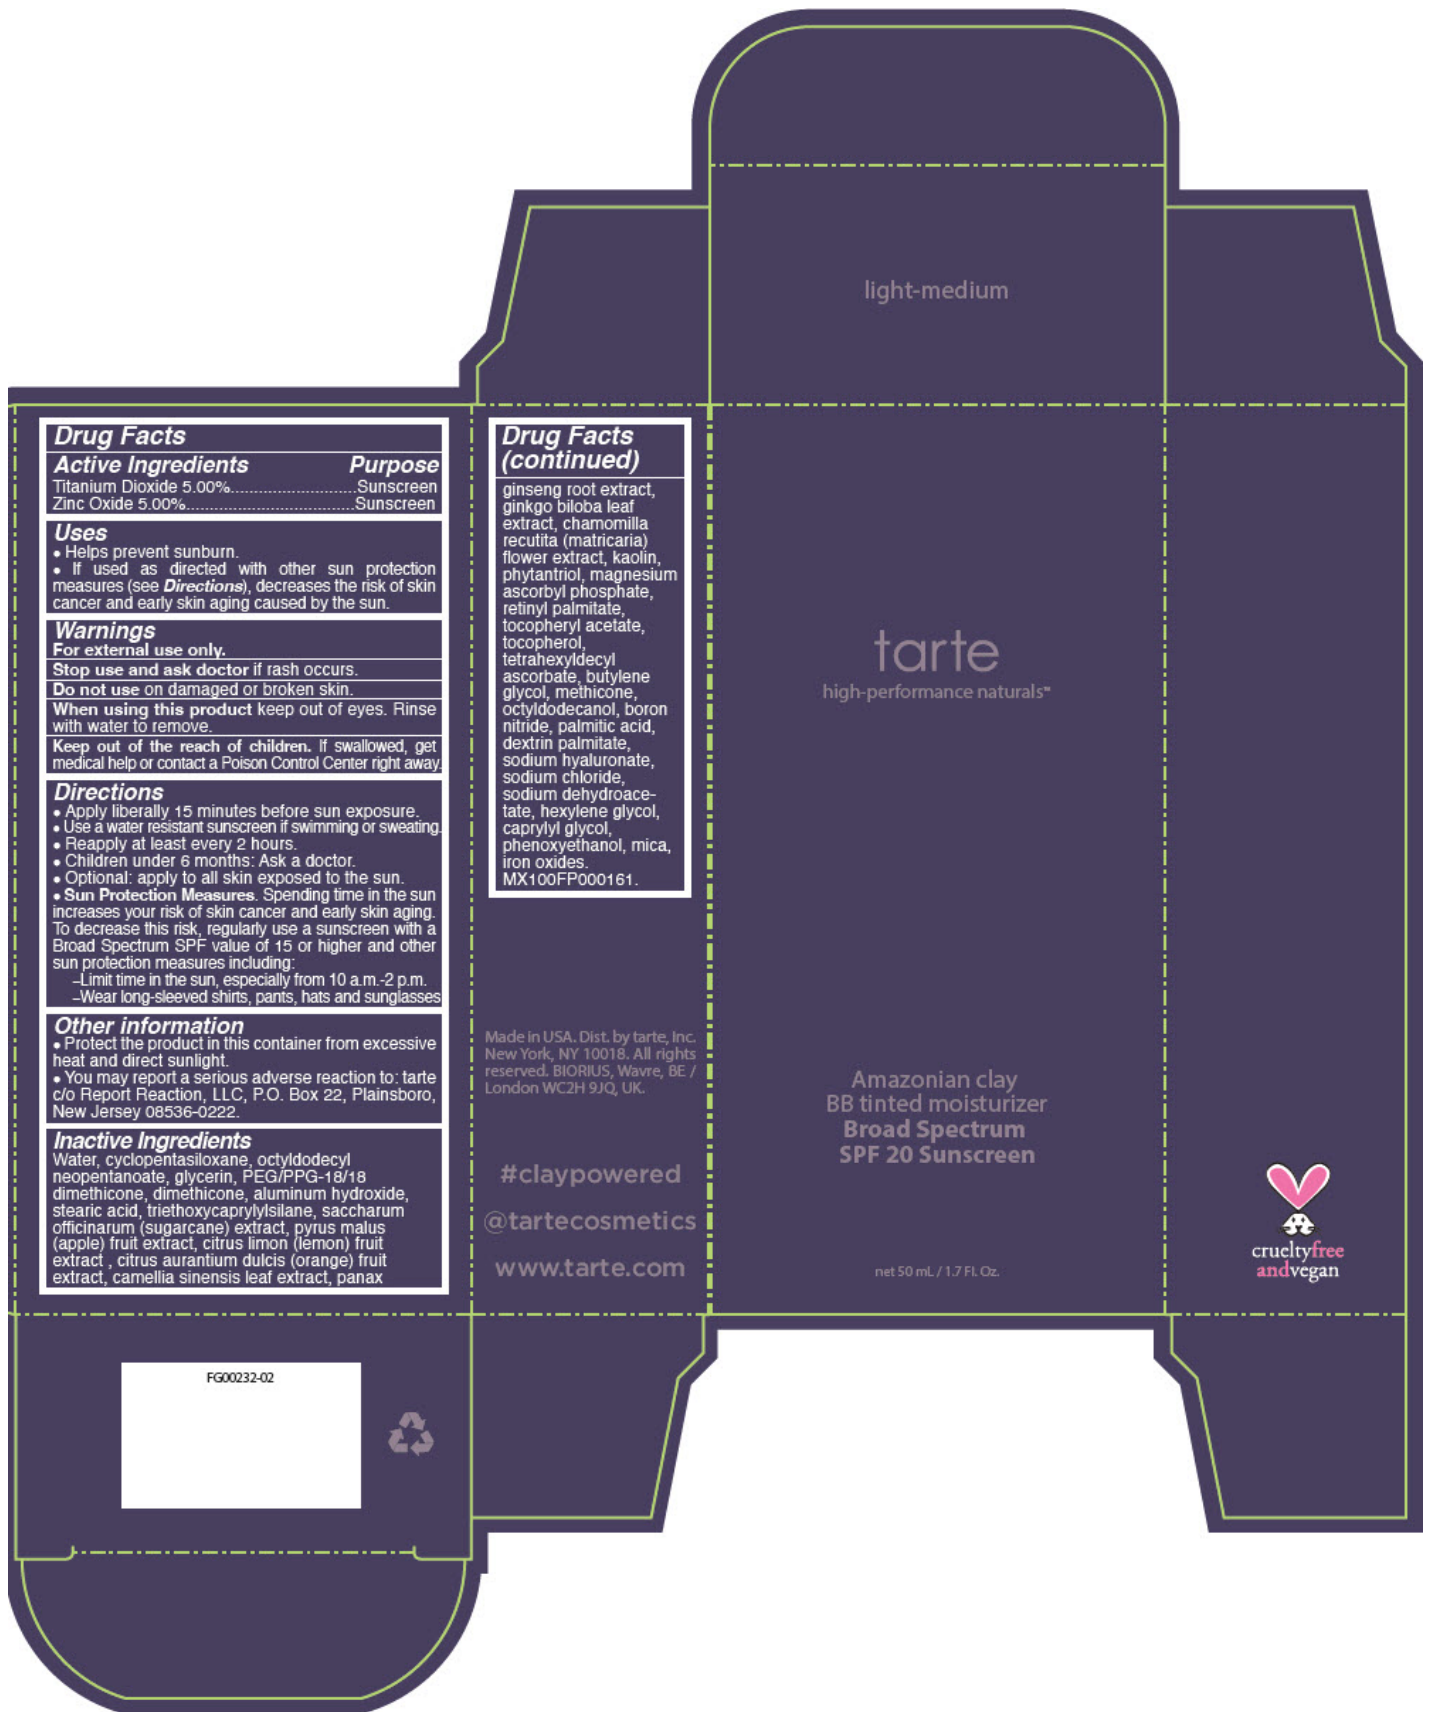 light-medium
Drug Facts
Active Ingredients Purpose
Titanium Dioxide 5.00%...........................Sunscreen
Zinc Oxide 5.00%....................................Sunscreen
Uses
• Helps prevent sunburn.
• If used as directed with other sun protection
measures (see Directions), decreases the risk of skin
cancer and early skin aging caused by the sun.
Warnings
For external use only.
Stop use and ask doctor if rash occurs.
Do not use on damaged or broken skin.
When using this product keep out of eyes. Rinse
with water to remove.
Keep out of the reach of children. If swallowed, get
medical help or contact a Poison Control Center right away.
Directions
• Apply liberally 15 minutes before sun exposure.
• Use a water resistant sunscreen if swimming or sweating.
• Reapply at least every 2 hours.
• Children under 6 months: Ask a doctor.
• Optional: apply to all skin exposed to the sun.
• Sun Protection Measures. Spending time in the sun
increases your risk of skin cancer and early skin aging.
To decrease this risk, regularly use a sunscreen with a
Broad Spectrum SPF value of 15 or higher and other
sun protection measures including:
–Limit time in the sun, especially from 10 a.m.-2 p.m.
–Wear long-sleeved shirts, pants, hats and sunglasses
Other information
• Protect the product in this container from excessive
heat and direct sunlight.
• You may report a serious adverse reaction to: tarte
c/o Report Reaction, LLC, P.O. Box 22, Plainsboro,
New Jersey 08536-0222.
Inactive Ingredients
Water, cyclopentasiloxane, octyldodecyl
neopentanoate, glycerin, PEG/PPG-18/18
dimethicone, dimethicone, aluminum hydroxide,
stearic acid, triethoxycaprylylsilane, saccharum
officinarum (sugarcane) extract, pyrus malus
(apple) fruit extract, citrus limon (lemon) fruit
extract , citrus aurantium dulcis (orange) fruit
extract, camellia sinensis leaf extract, panax
Drug Facts
(continued)
ginseng root extract,
ginkgo biloba leaf
extract, chamomilla
recutita (matricaria)
flower extract, kaolin,
phytantriol, magnesium
ascorbyl phosphate,
retinyl palmitate,
tocopheryl acetate,
tocopherol,
tetrahexyldecyl
ascorbate, butylene
glycol, methicone,
octyldodecanol, boron
nitride, palmitic acid,
dextrin palmitate,
sodium hyaluronate,
sodium chloride,
sodium dehydroace-
tate, hexylene glycol,
caprylyl glycol,
phenoxyethanol, mica,
iron oxides.
MX100FP000161.
Made in USA. Dist. by tarte, Inc.
New York, NY 10018. All rights
reserved. BIORIUS, Wavre, BE /
London WC2H 9JQ, UK.
#claypowered
@tartecosmetics
www.tarte.com
tarte
high-performance naturals™
Amazonian clay
BB tinted moisturizer
Broad Spectrum
SPF 20 Sunscreen
net 50 mL / 1.7 Fl. Oz.
crueltyfree
andvegan
FG00232-02